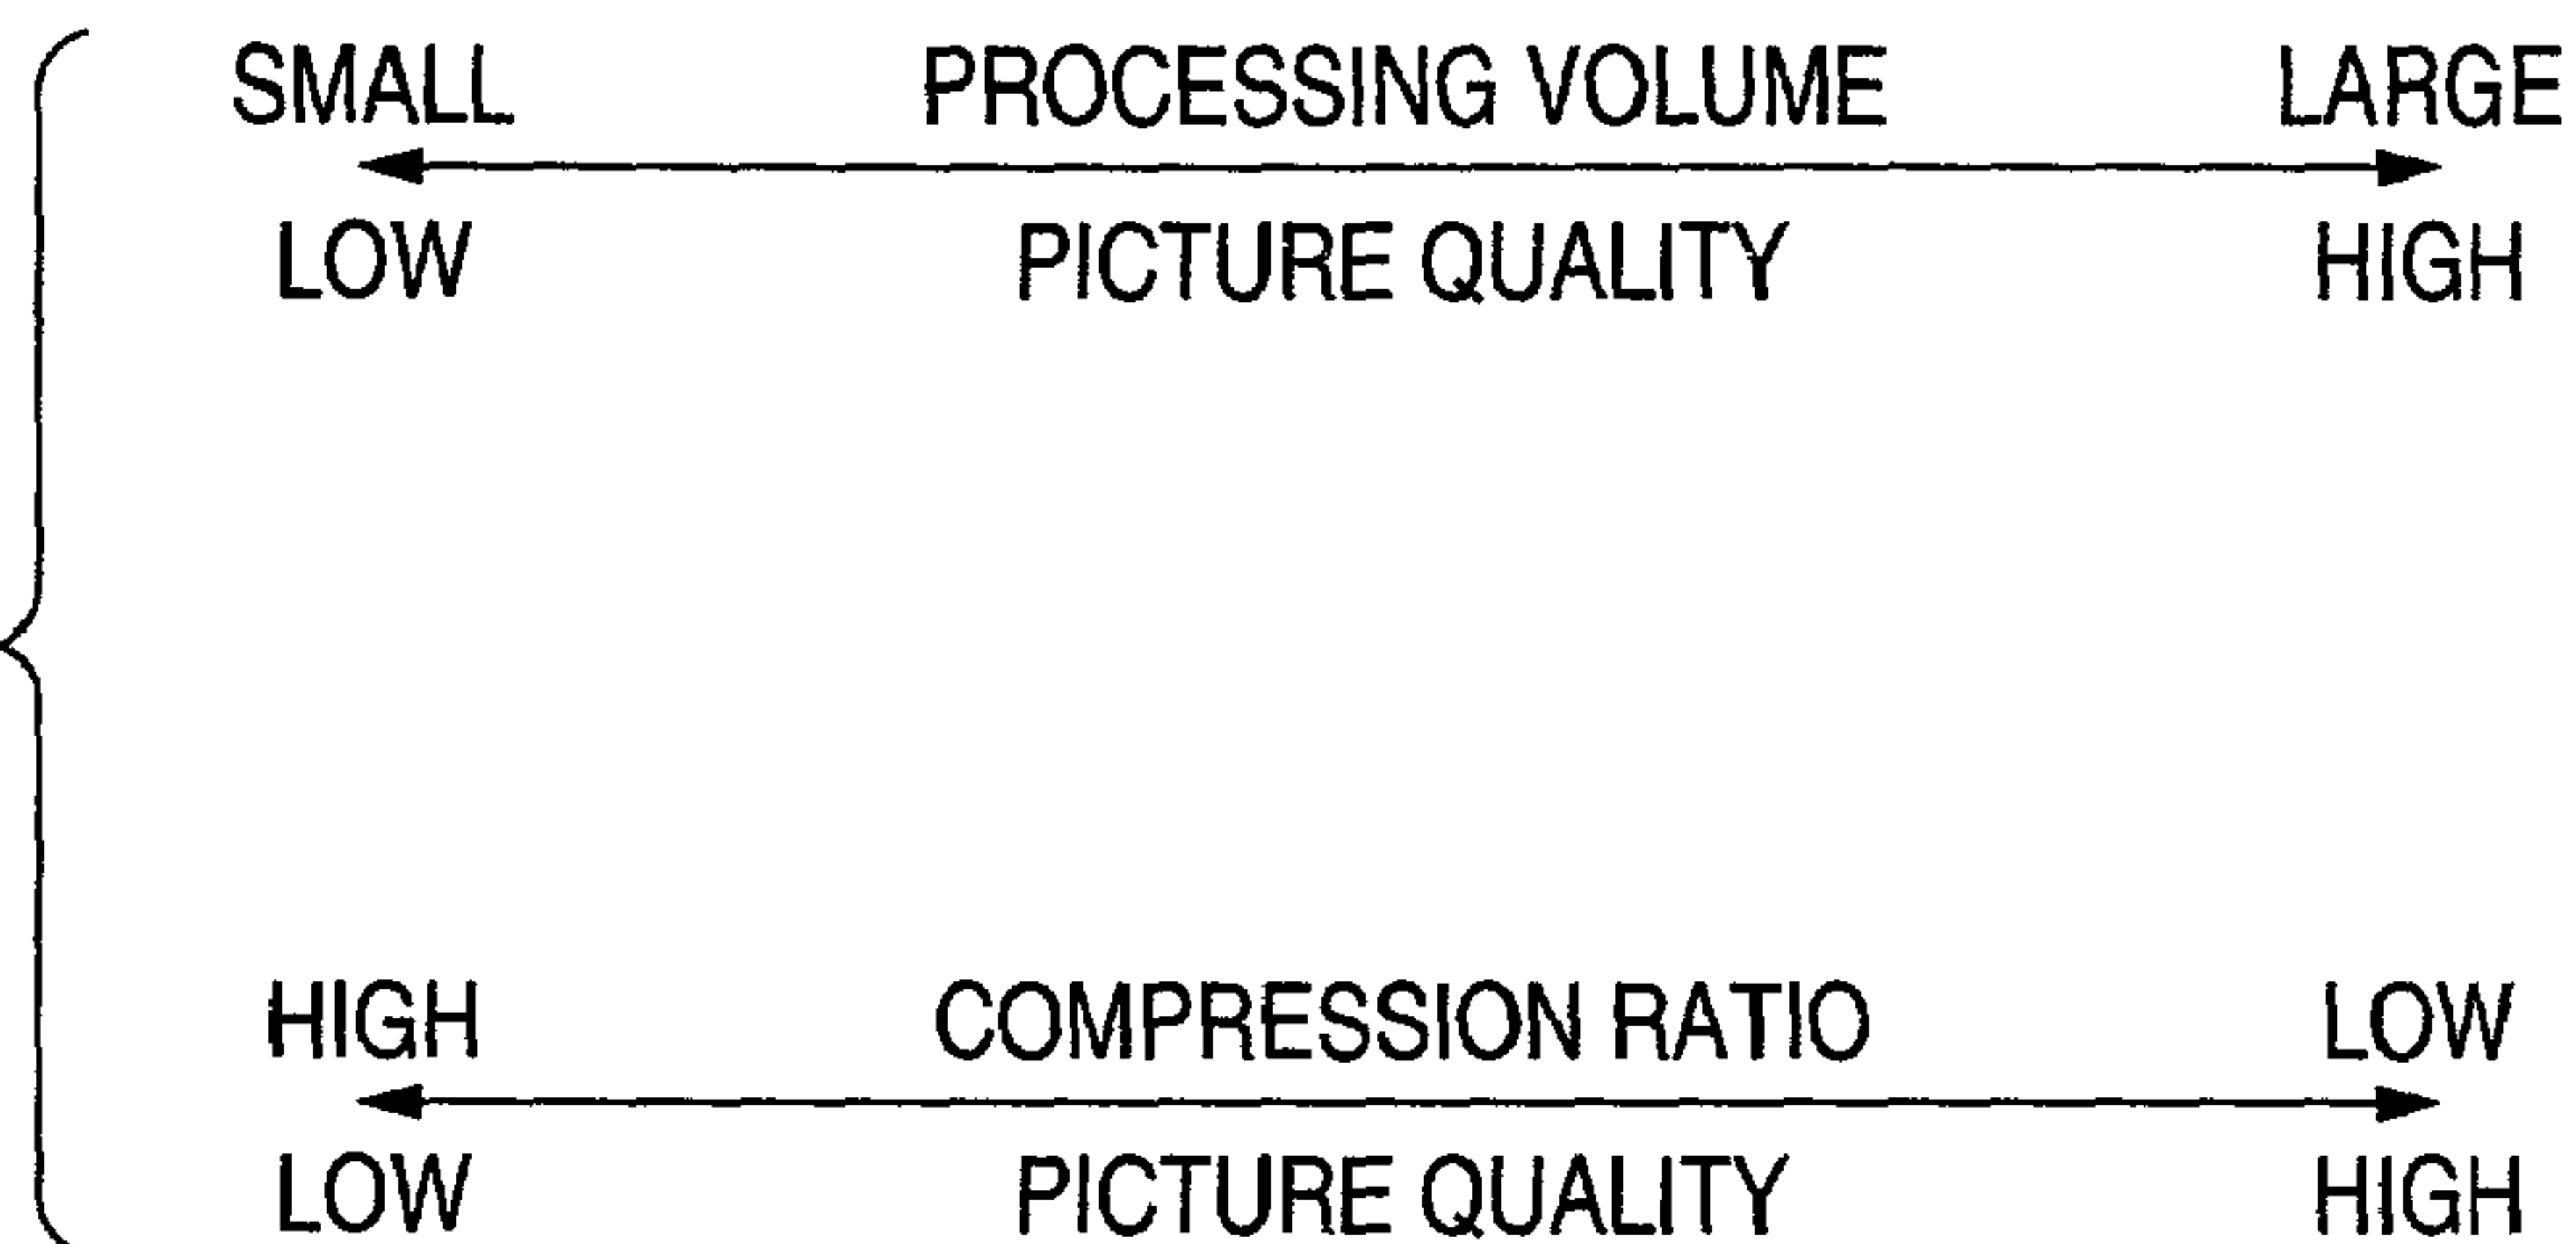 SMALL PROCESSING VOLUME LARGE
LOW PICTURE QUALITY HIGH
HIGH COMPRESSION RATIO LOW
LOW PICTURE QUALITY HIGH